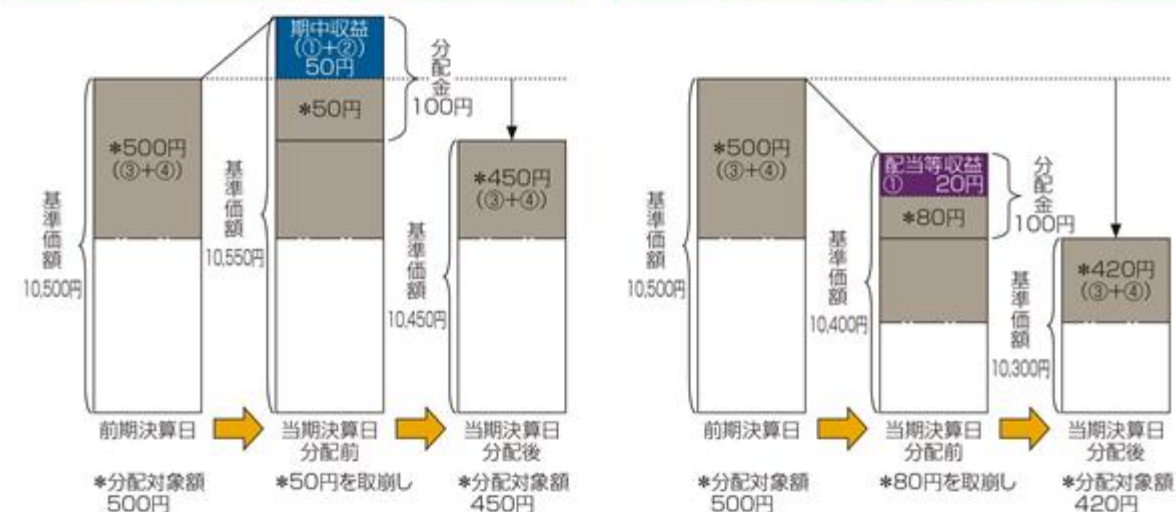 期中収益
(①+②)
50円
*50円
分配金
100円
*500円
(③+④)
*450円
(③+④)
基準価額
10,500円
基準価額
10,550円
基準価額
10,450円
前期決算日
当期決算日
分配前
当期決算日
分配後
*分配対象額
500円
*50円を取崩し
*分配対象額
450円
*500円
(③+④)
配当等収益
① 20円
*80円
分配金
100円
*420円
(③+④)
基準価額
10,500円
基準価額
10,400円
基準価額
10,300円
前期決算日
当期決算日
分配前
当期決算日
分配後
*分配対象額
500円
*80円を取崩し
*分配対象額
420円